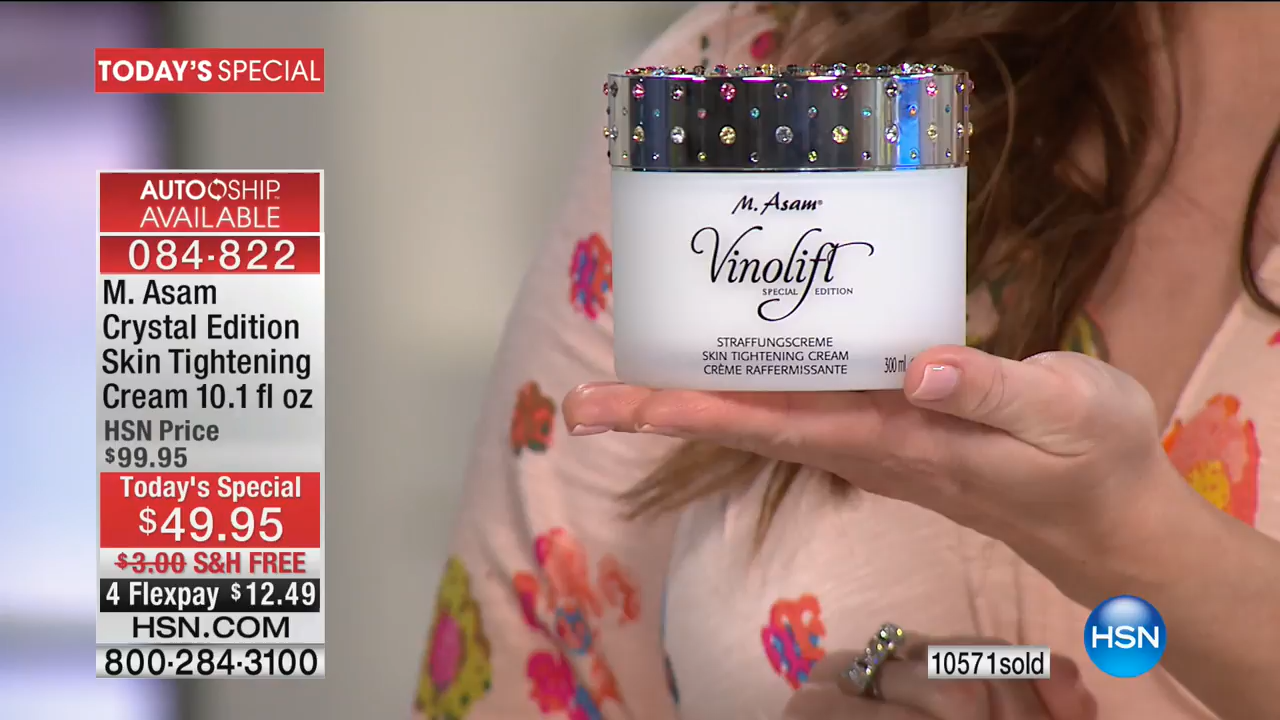 TODAY'S SPECIAL
AUTOSHIP
AVAILABLE
084-822
M. Asam
Crystal Edition
Skin Tightening
Cream 10.1 fl oz
HSN Price
$99.95
Today's Special
$49.95
$3.00 S&H FREE
4 Flexpay $12.49
HSN.COM
800-284-3100
M. Asam®
Vinolift
SPECIAL EDITION
STRAFFUNGSCREME
SKIN TIGHTENING CREAM
CRÈME RAFFERMISSANTE
300 ml
HSN
10571sold